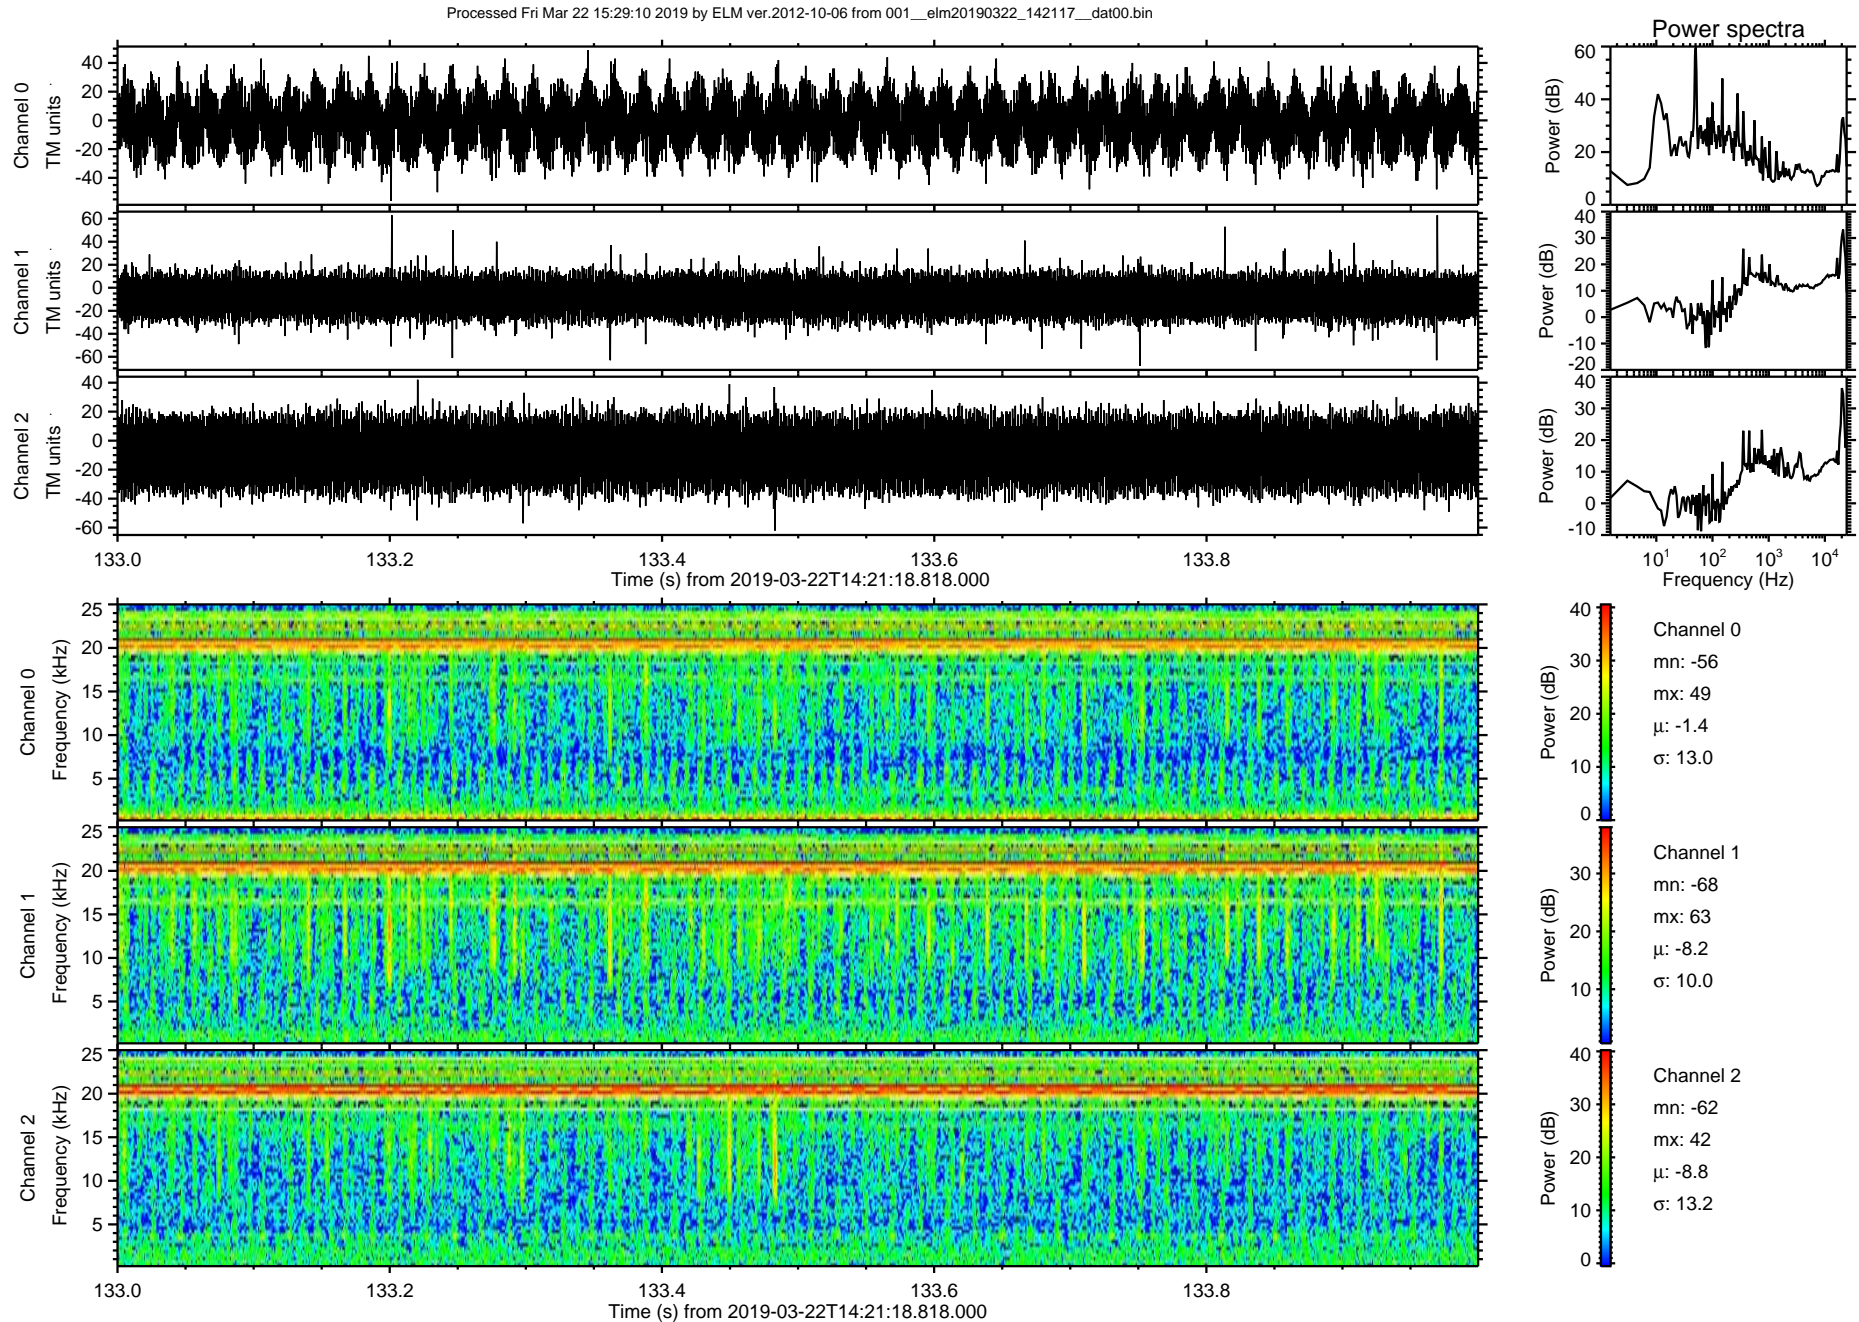 Processed Fri Mar 22 15:29:10 2019 by ELM ver.2012-10-06 from 001__elm20190322_142117__dat00.bin
Power spectra
Channel 0
TM units
40
20
0
-20
-40
Power (dB)
60
40
20
0
Channel 1
TM units
60
40
20
0
-20
-40
-60
Power (dB)
40
30
20
10
0
-10
-20
Channel 2
TM units
40
20
0
-20
-40
-60
Power (dB)
40
30
20
10
0
-10
133.0 133.2 133.4 133.6 133.8
Time (s) from 2019-03-22T14:21:18.818.000
10^1 10^2 10^3 10^4
Frequency (Hz)
Channel 0
Frequency (kHz)
25
20
15
10
5
Power (dB)
40
30
20
10
0
Channel 0
mn: -56
mx: 49
μ: -1.4
σ: 13.0
Channel 1
Frequency (kHz)
25
20
15
10
5
Power (dB)
30
20
10
Channel 1
mn: -68
mx: 63
μ: -8.2
σ: 10.0
Channel 2
Frequency (kHz)
25
20
15
10
5
Power (dB)
40
30
20
10
0
Channel 2
mn: -62
mx: 42
μ: -8.8
σ: 13.2
133.0 133.2 133.4 133.6 133.8
Time (s) from 2019-03-22T14:21:18.818.000